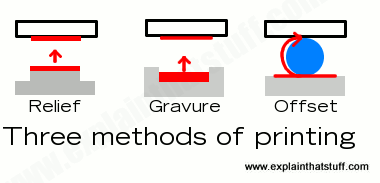 Relief
Gravure
Offset
Three methods of printing
www.explainthatstuff.com